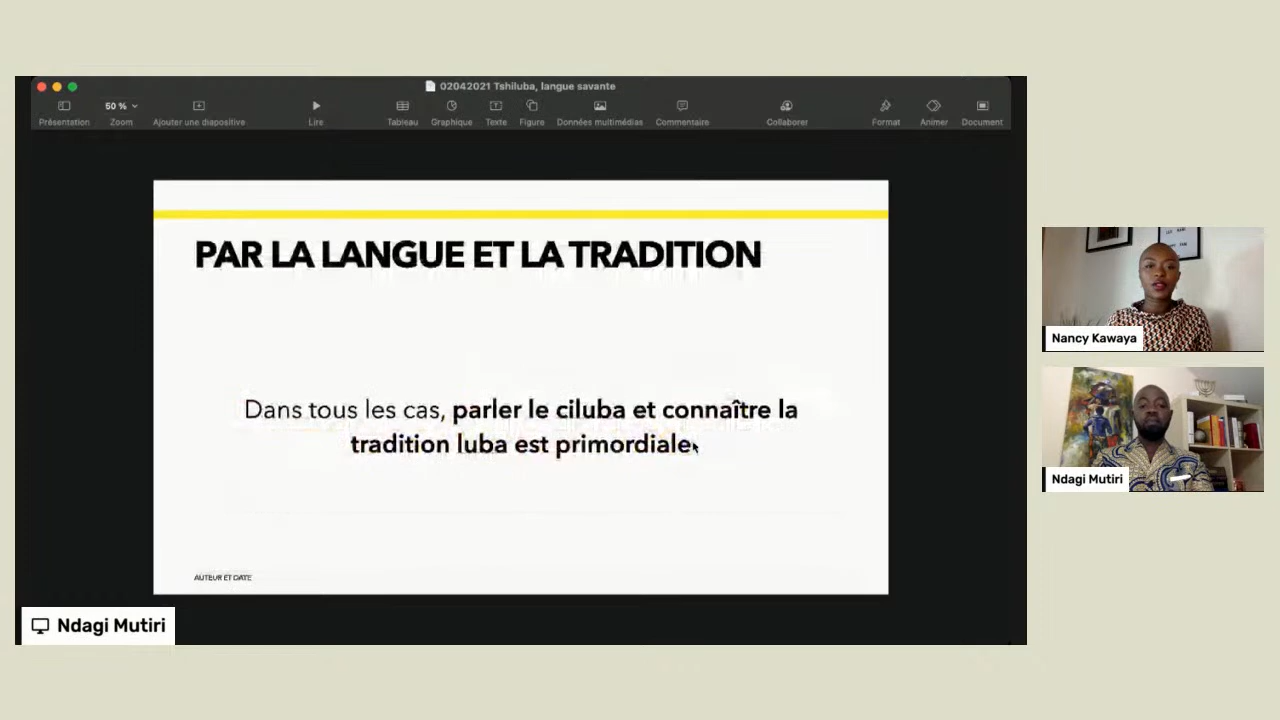 02042021 Tshiluba, langue savante
50 %
Présentation Zoom Ajouter une diapositive Lire Tableau Graphique Texte Figure Données multimédias Commentaire Collaborer Format Animer Document
PAR LA LANGUE ET LA TRADITION
Dans tous les cas, parler le ciluba et connaître la
tradition luba est primordiale.
AUTEUR ET DATE
Ndagi Mutiri
Nancy Kawaya
Ndagi Mutiri